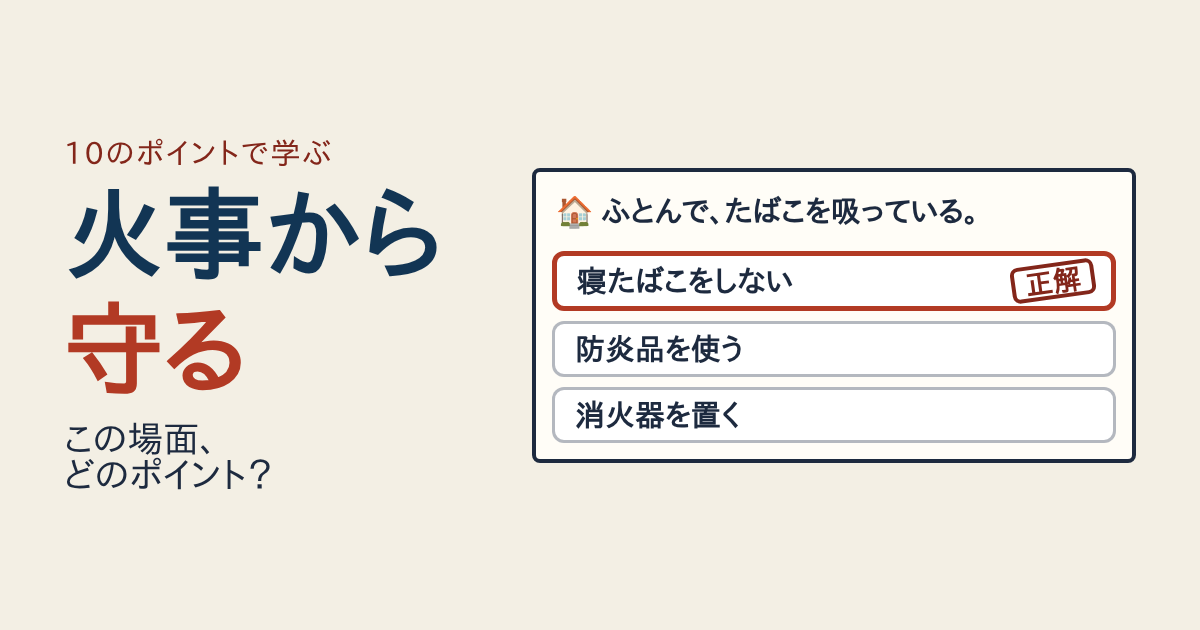 10のポイントで学ぶ
火事から
守る
この場面、
どのポイント？
🏠 ふとんで、たばこを吸っている。
寝たばこをしない
正解
防炎品を使う
消火器を置く